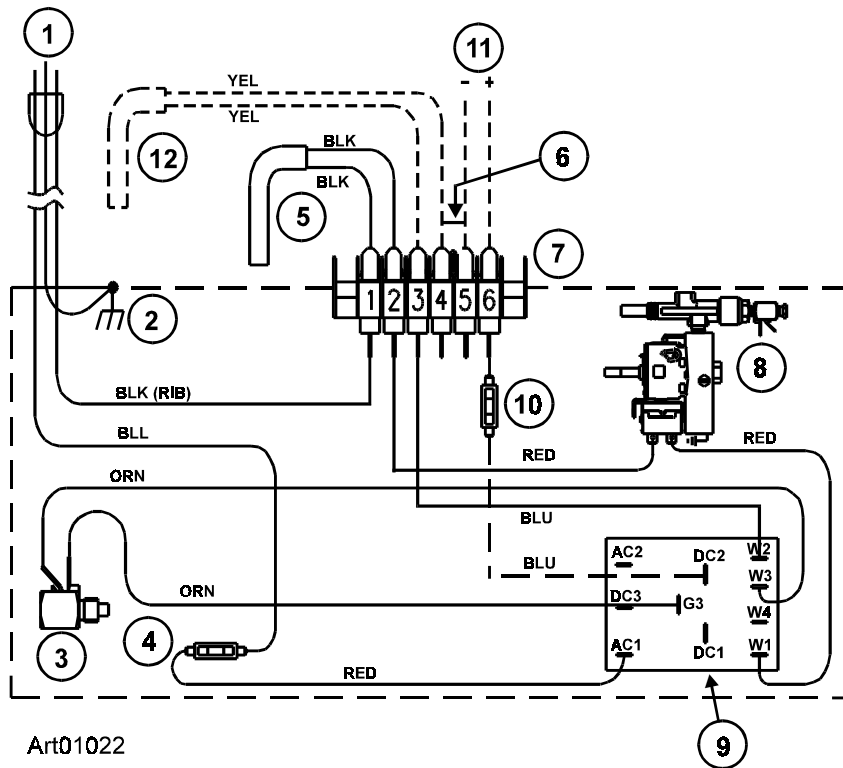 1
11
- +
YEL
YEL
12
BLK
BLK
6
5
7
1 2 3 4 5 6
2
8
BLK (RIB)
10
BLL
RED
RED
ORN
BLU
BLU
AC2
DC2
W2
W3
ORN
DC3
G3
W4
4
3
AC1
DC1
W1
RED
9
Art01022